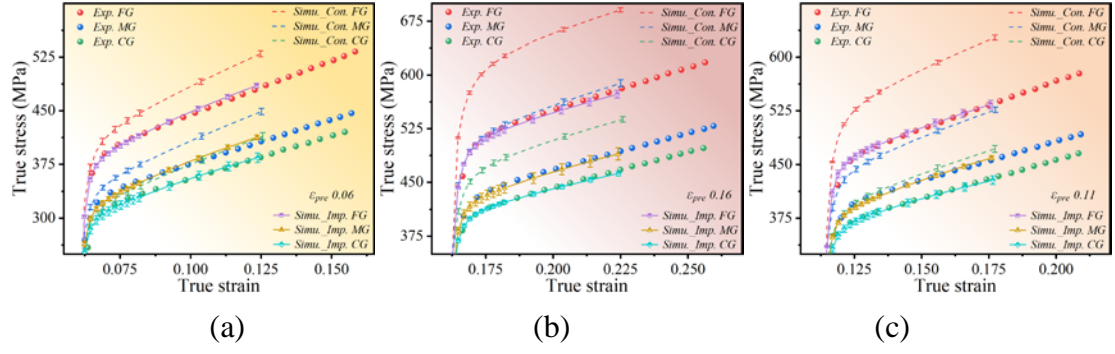 Exp. FG
Exp. MG
Exp. CG
Simu._Con. FG
Simu._Con. MG
Simu._Con. CG
True stress (MPa)
525
450
375
300
ε_pre 0.06
Simu._Imp. FG
Simu._Imp. MG
Simu._Imp. CG
0.075 0.100 0.125 0.150
True strain
(a)
Exp. FG
Exp. MG
Exp. CG
Simu._Con. FG
Simu._Con. MG
Simu._Con. CG
True stress (MPa)
675
600
525
450
375
ε_pre 0.16
Simu._Imp. FG
Simu._Imp. MG
Simu._Imp. CG
0.175 0.200 0.225 0.250
True strain
(b)
Exp. FG
Exp. MG
Exp. CG
Simu._Con. FG
Simu._Con. MG
Simu._Con. CG
True stress (MPa)
600
525
450
375
ε_pre 0.11
Simu._Imp. FG
Simu._Imp. MG
Simu._Imp. CG
0.125 0.150 0.175 0.200
True strain
(c)